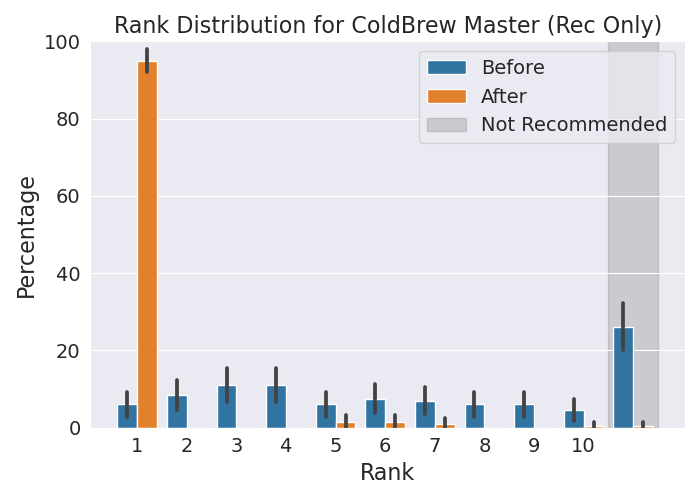 Rank Distribution for ColdBrew Master (Rec Only)
100
80
60
40
20
0
Percentage
Before
After
Not Recommended
1 2 3 4 5 6 7 8 9 10
Rank